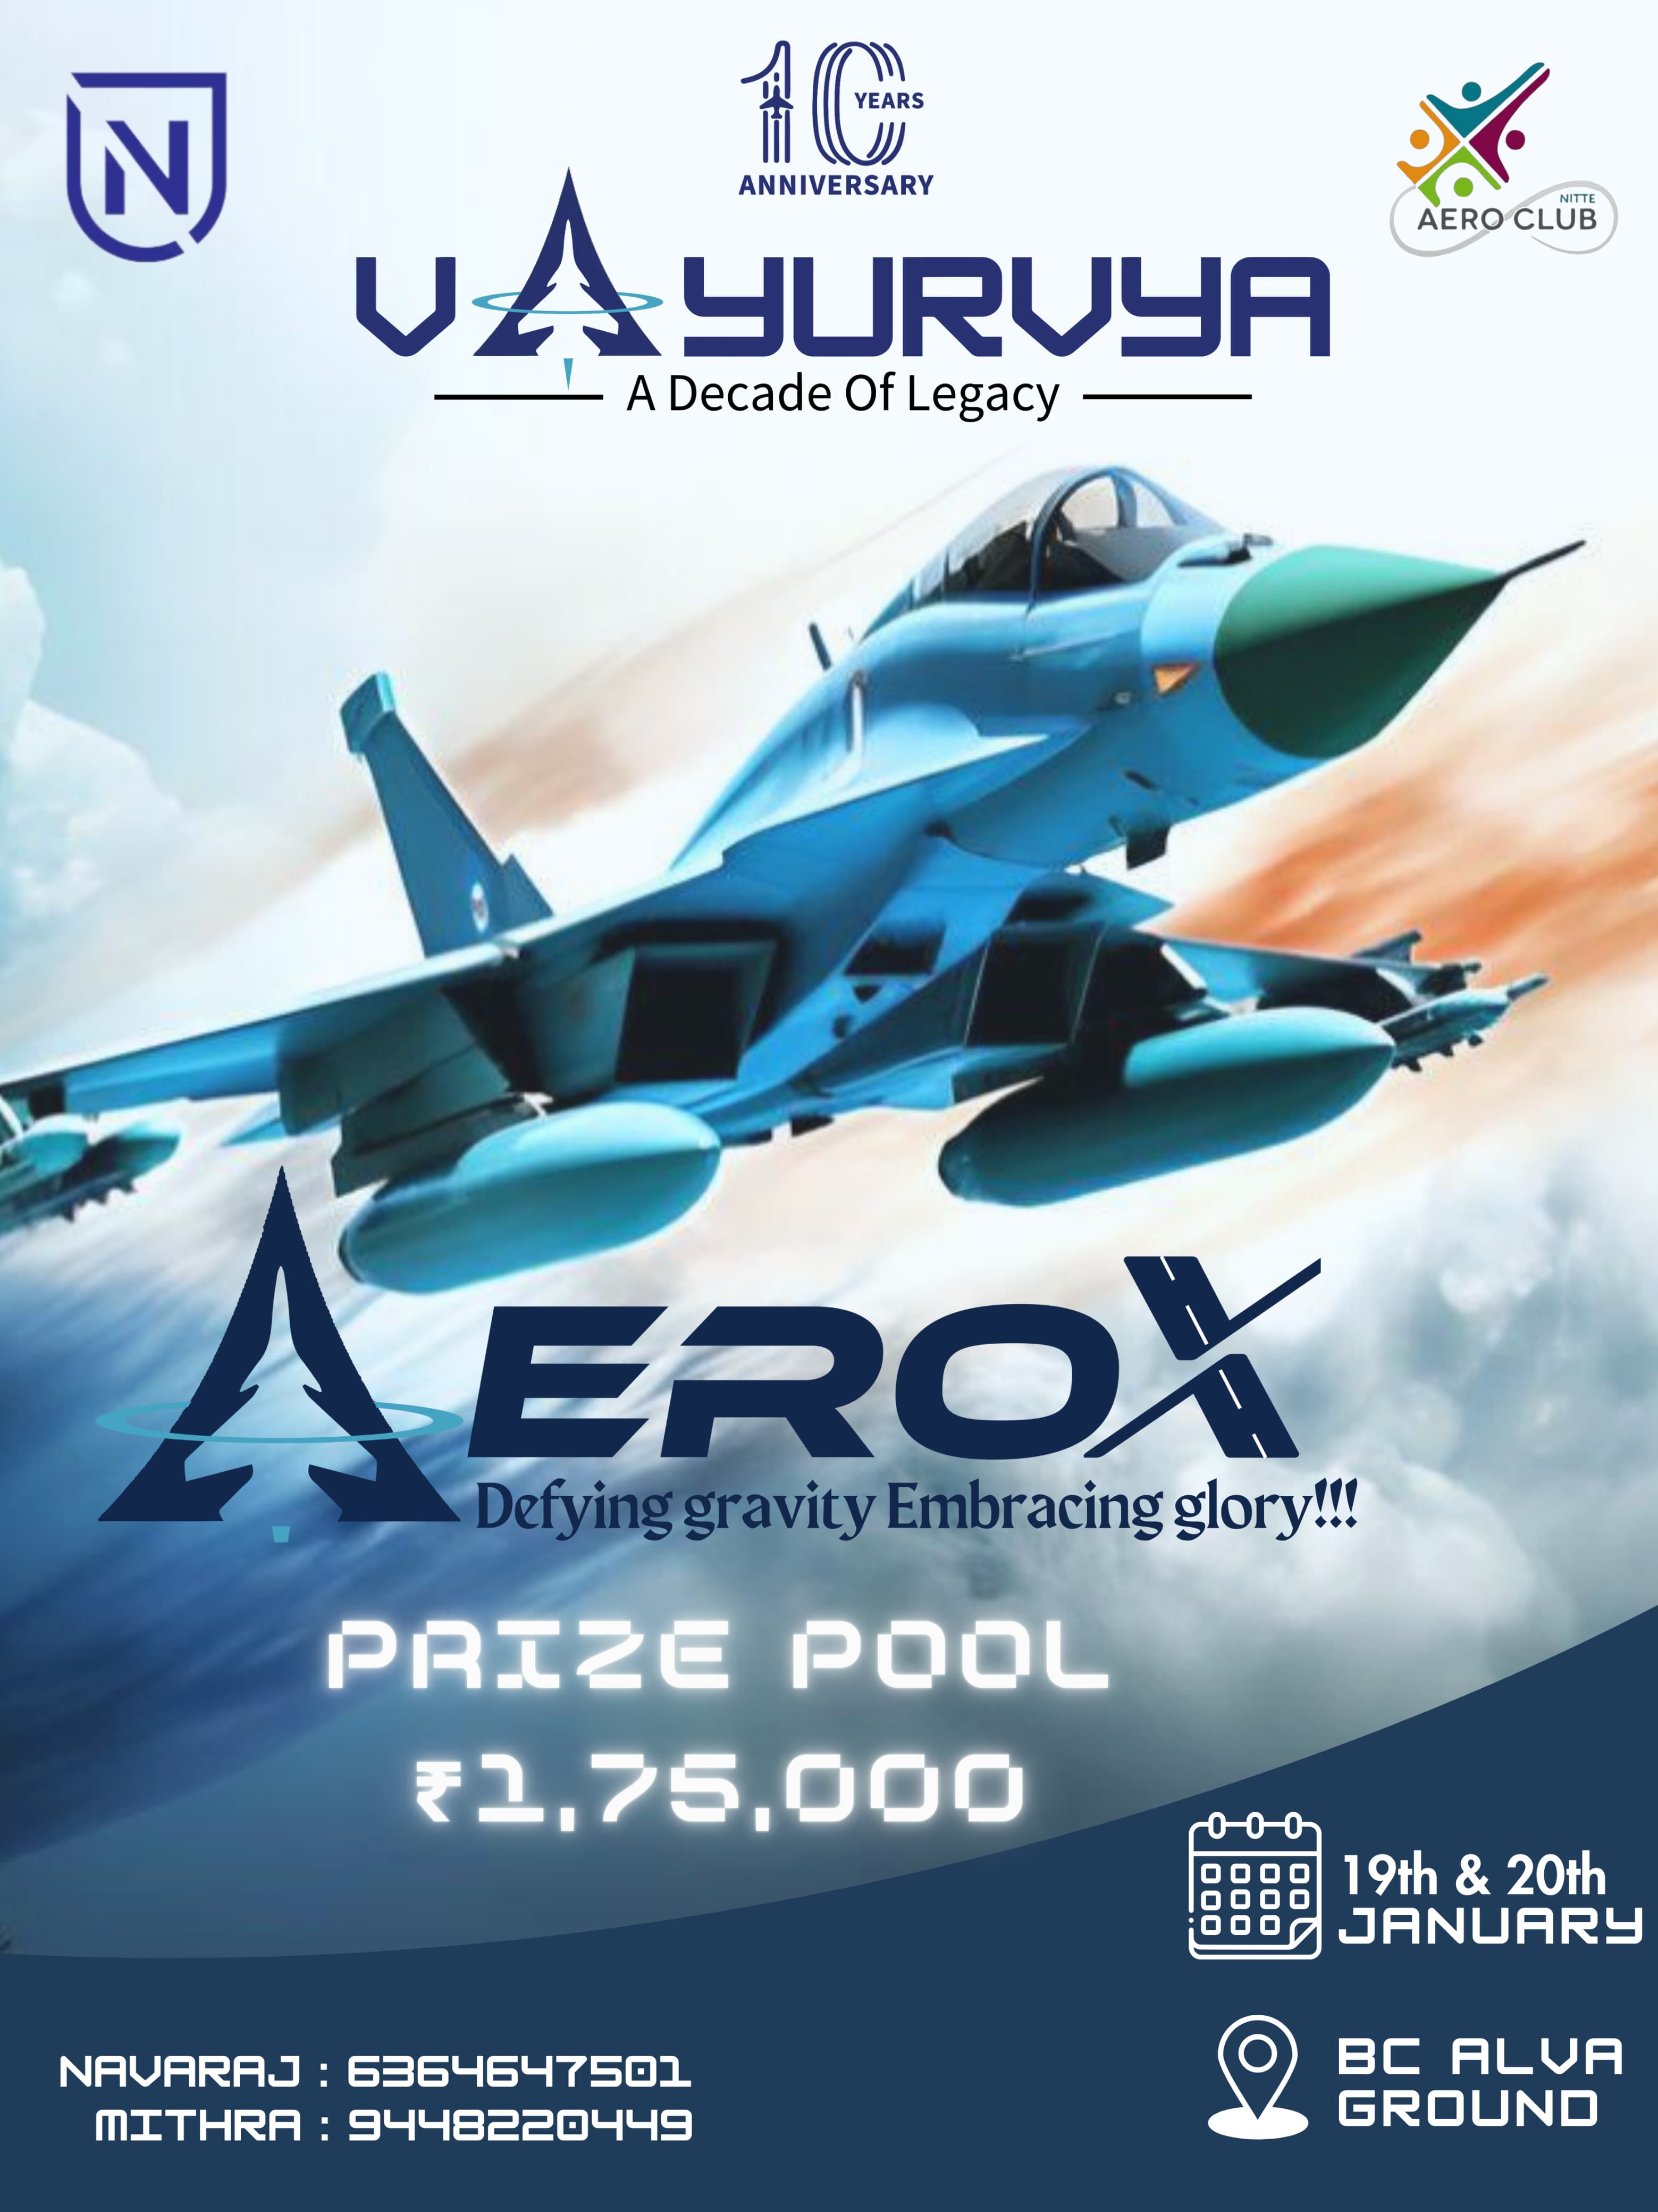 10
YEARS
ANNIVERSARY
N
NITTE
AERO CLUB
VAYURVYA
A Decade Of Legacy
AEROX
Defying gravity Embracing glory!!!
PRIZE POOL
₹1,75,000
19th & 20th
JANUARY
NAVARAJ : 6364647501
MITHRA : 9448220449
BC ALVA
GROUND